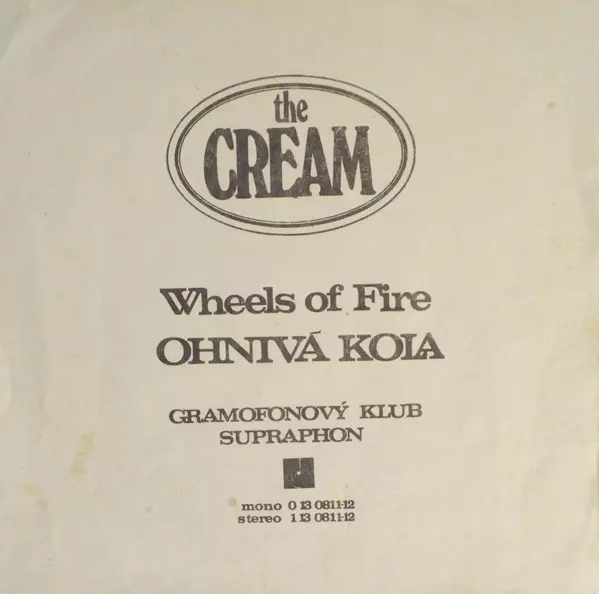 the
CREAM
Wheels of Fire
OHNIVÁ KOLA
GRAMOFONOVÝ KLUB
SUPRAPHON
mono 0 13 0811-12
stereo 1 13 0811-12